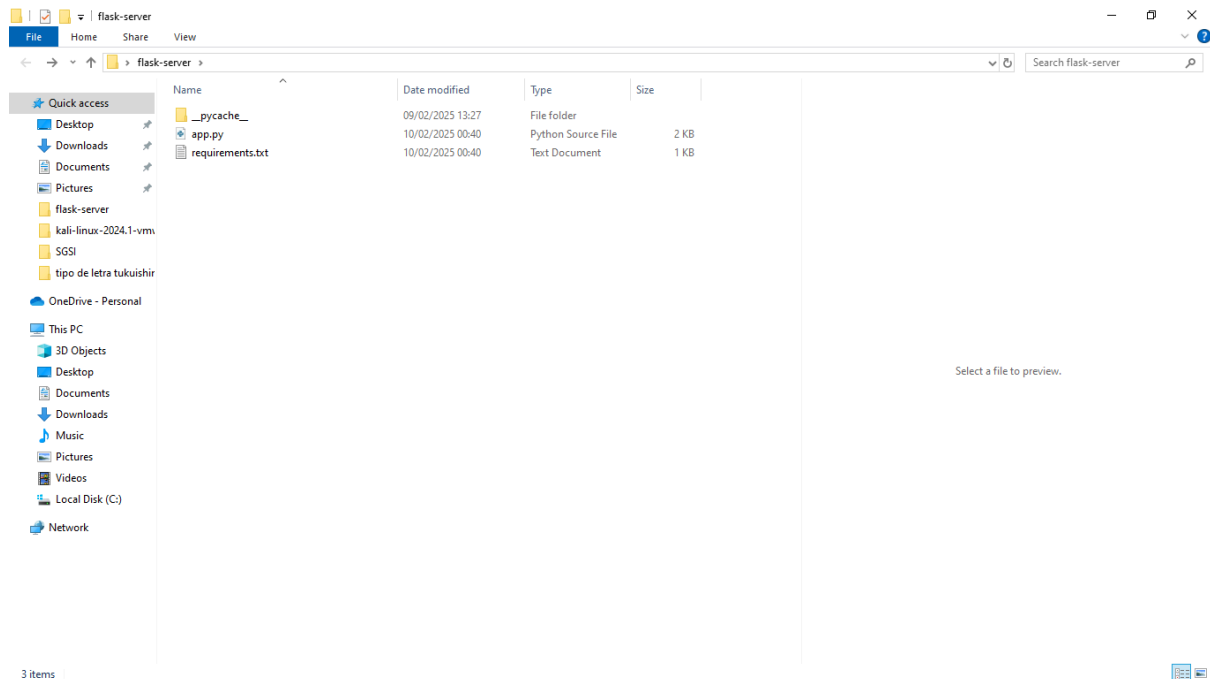 flask-server
File Home Share View
flask-server
Search flask-server
Name Date modified Type Size
__pycache__ 09/02/2025 13:27 File folder
app.py 10/02/2025 00:40 Python Source File 2 KB
requirements.txt 10/02/2025 00:40 Text Document 1 KB
Quick access
Desktop
Downloads
Documents
Pictures
flask-server
kali-linux-2024.1-vmv
SGSI
tipo de letra tukuishir
OneDrive - Personal
This PC
3D Objects
Desktop
Documents
Downloads
Music
Pictures
Videos
Local Disk (C:)
Network
Select a file to preview.
3 items